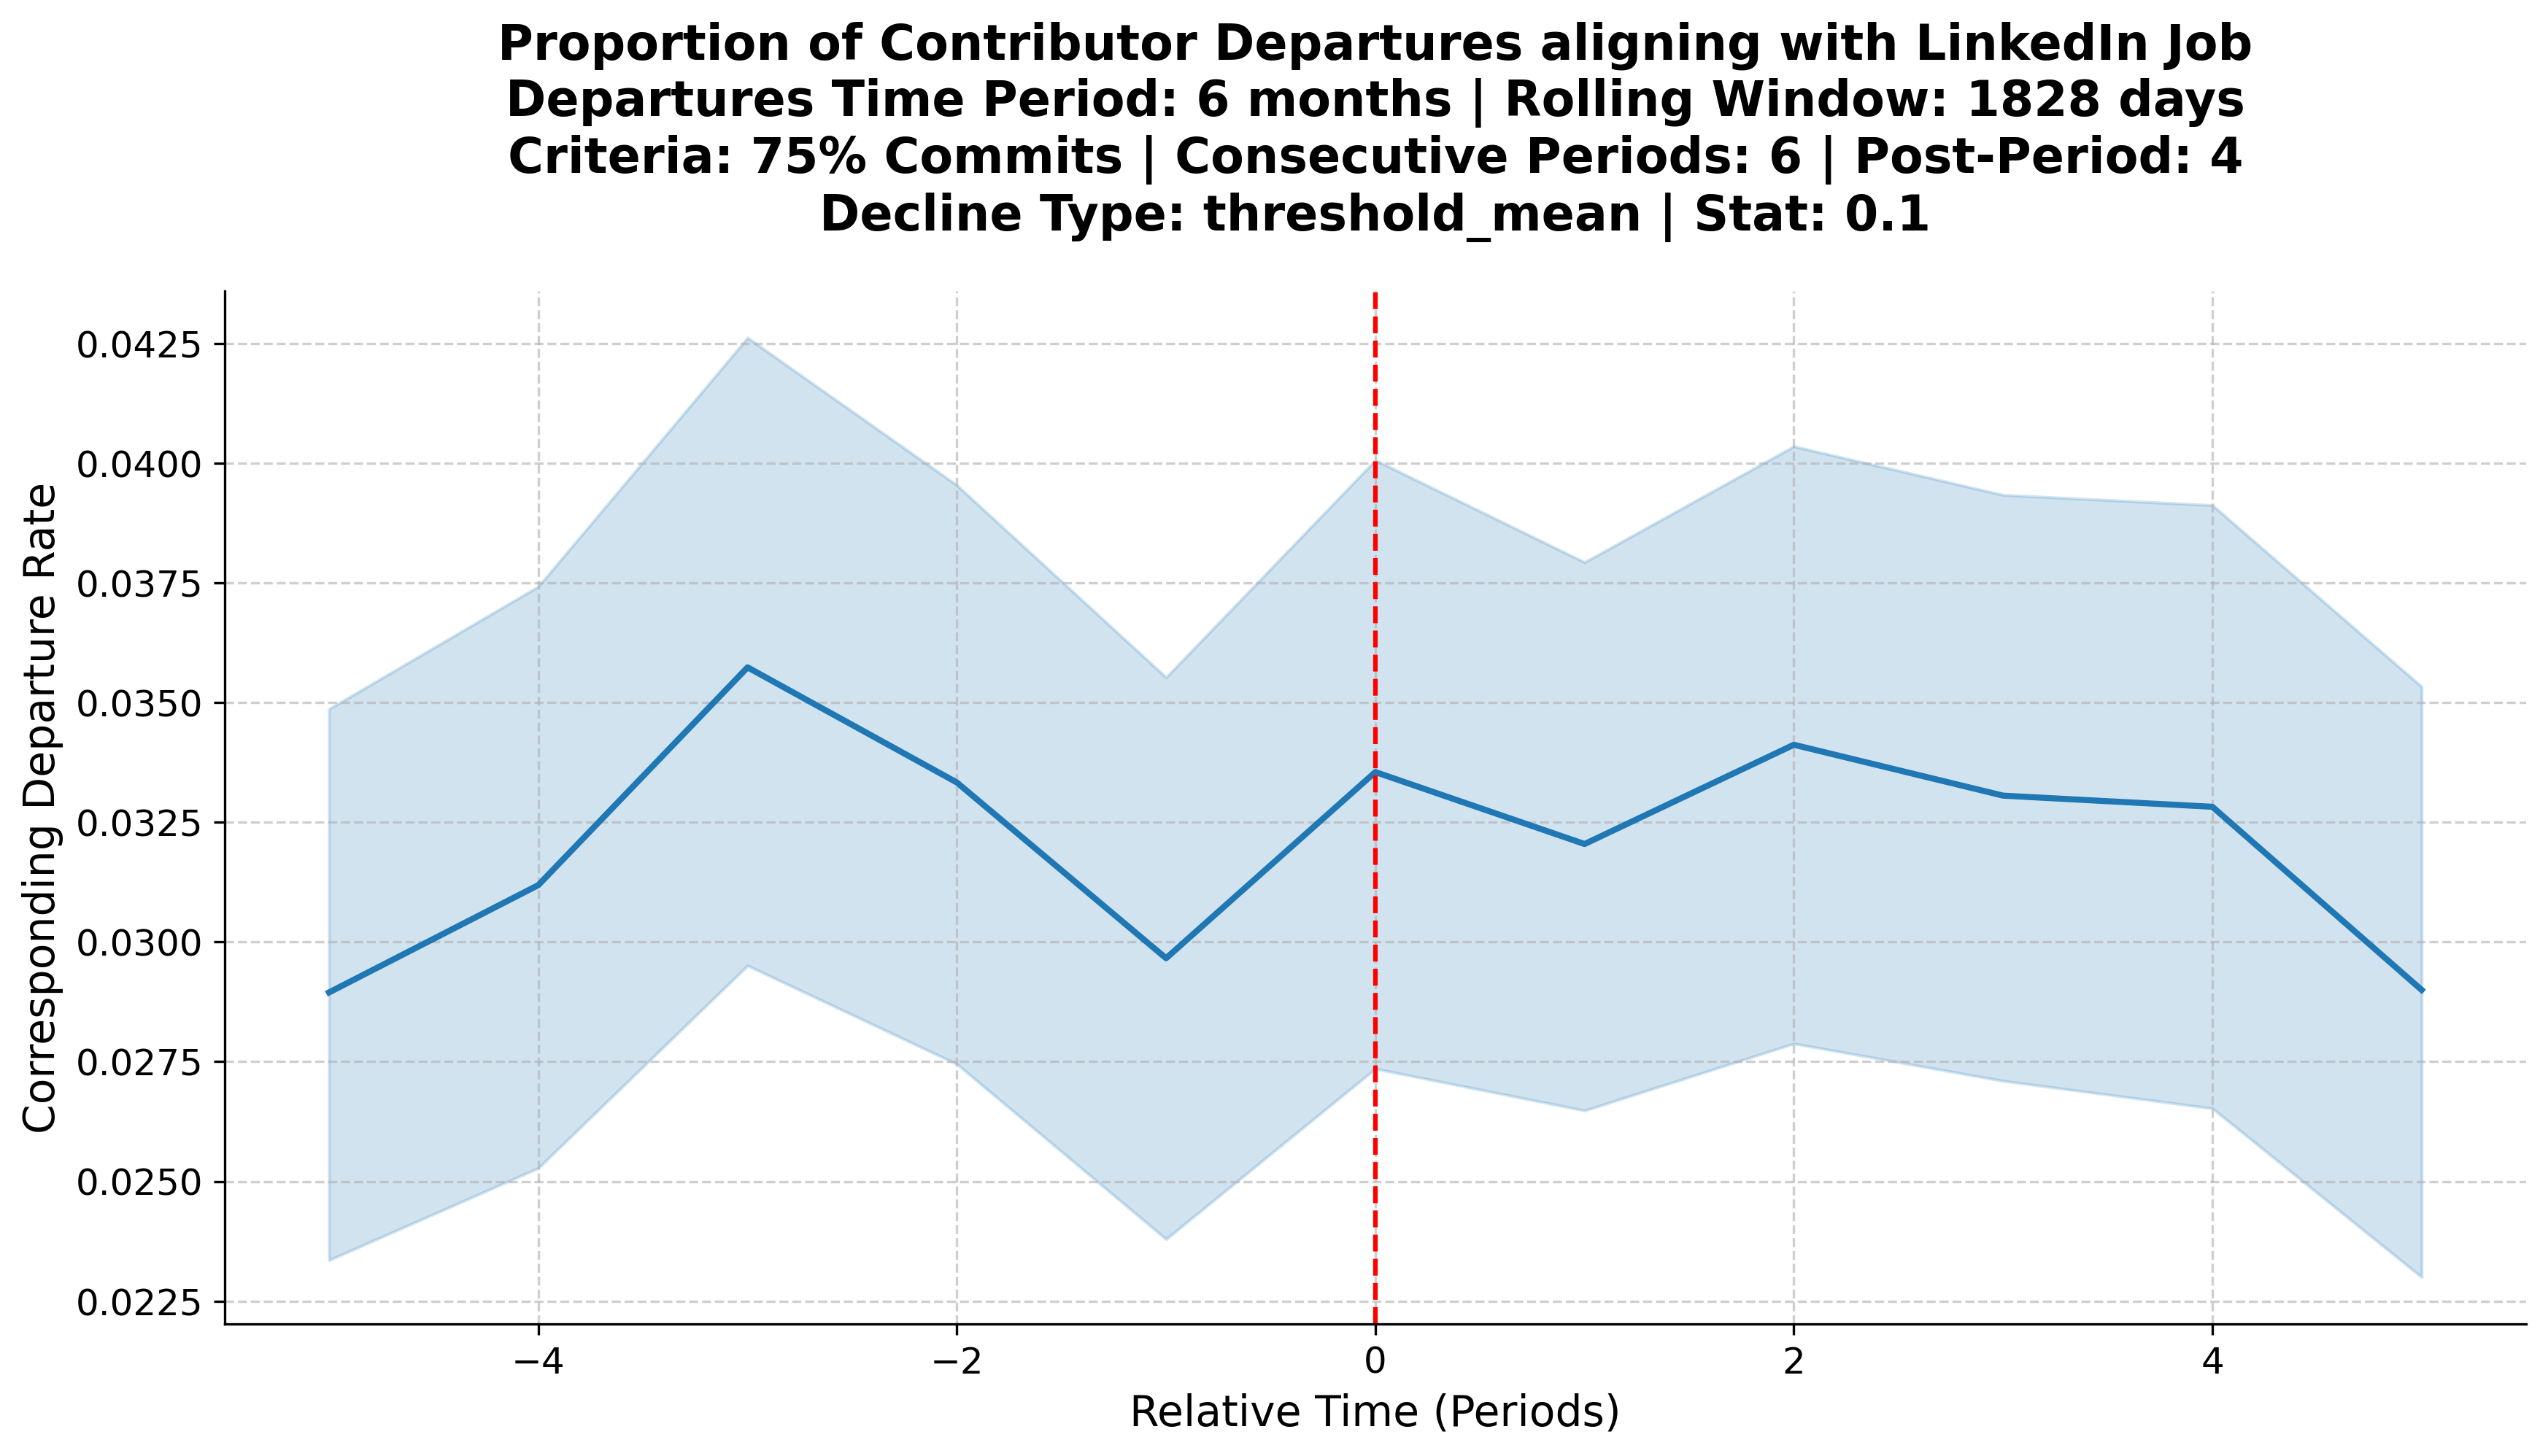 Proportion of Contributor Departures aligning with LinkedIn Job
Departures Time Period: 6 months | Rolling Window: 1828 days
Criteria: 75% Commits | Consecutive Periods: 6 | Post-Period: 4
Decline Type: threshold_mean | Stat: 0.1
Corresponding Departure Rate
0.0425
0.0400
0.0375
0.0350
0.0325
0.0300
0.0275
0.0250
0.0225
−4 −2 0 2 4
Relative Time (Periods)